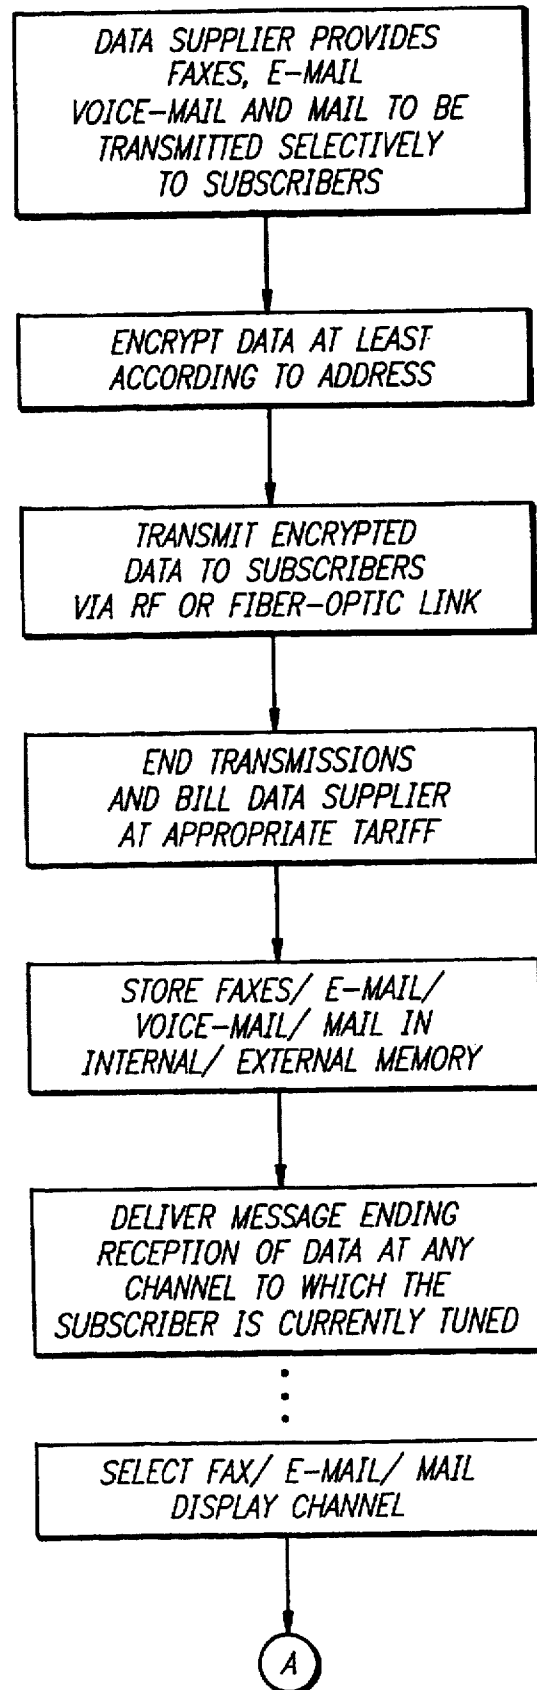 DATA SUPPLIER PROVIDES
FAXES, E-MAIL
VOICE-MAIL AND MAIL TO BE
TRANSMITTED SELECTIVELY
TO SUBSCRIBERS
ENCRYPT DATA AT LEAST
ACCORDING TO ADDRESS
TRANSMIT ENCRYPTED
DATA TO SUBSCRIBERS
VIA RF OR FIBER-OPTIC LINK
END TRANSMISSIONS
AND BILL DATA SUPPLIER
AT APPROPRIATE TARIFF
STORE FAXES/ E-MAIL/
VOICE-MAIL/ MAIL IN
INTERNAL/ EXTERNAL MEMORY
DELIVER MESSAGE ENDING
RECEPTION OF DATA AT ANY
CHANNEL TO WHICH THE
SUBSCRIBER IS CURRENTLY TUNED
SELECT FAX/ E-MAIL/ MAIL
DISPLAY CHANNEL
A